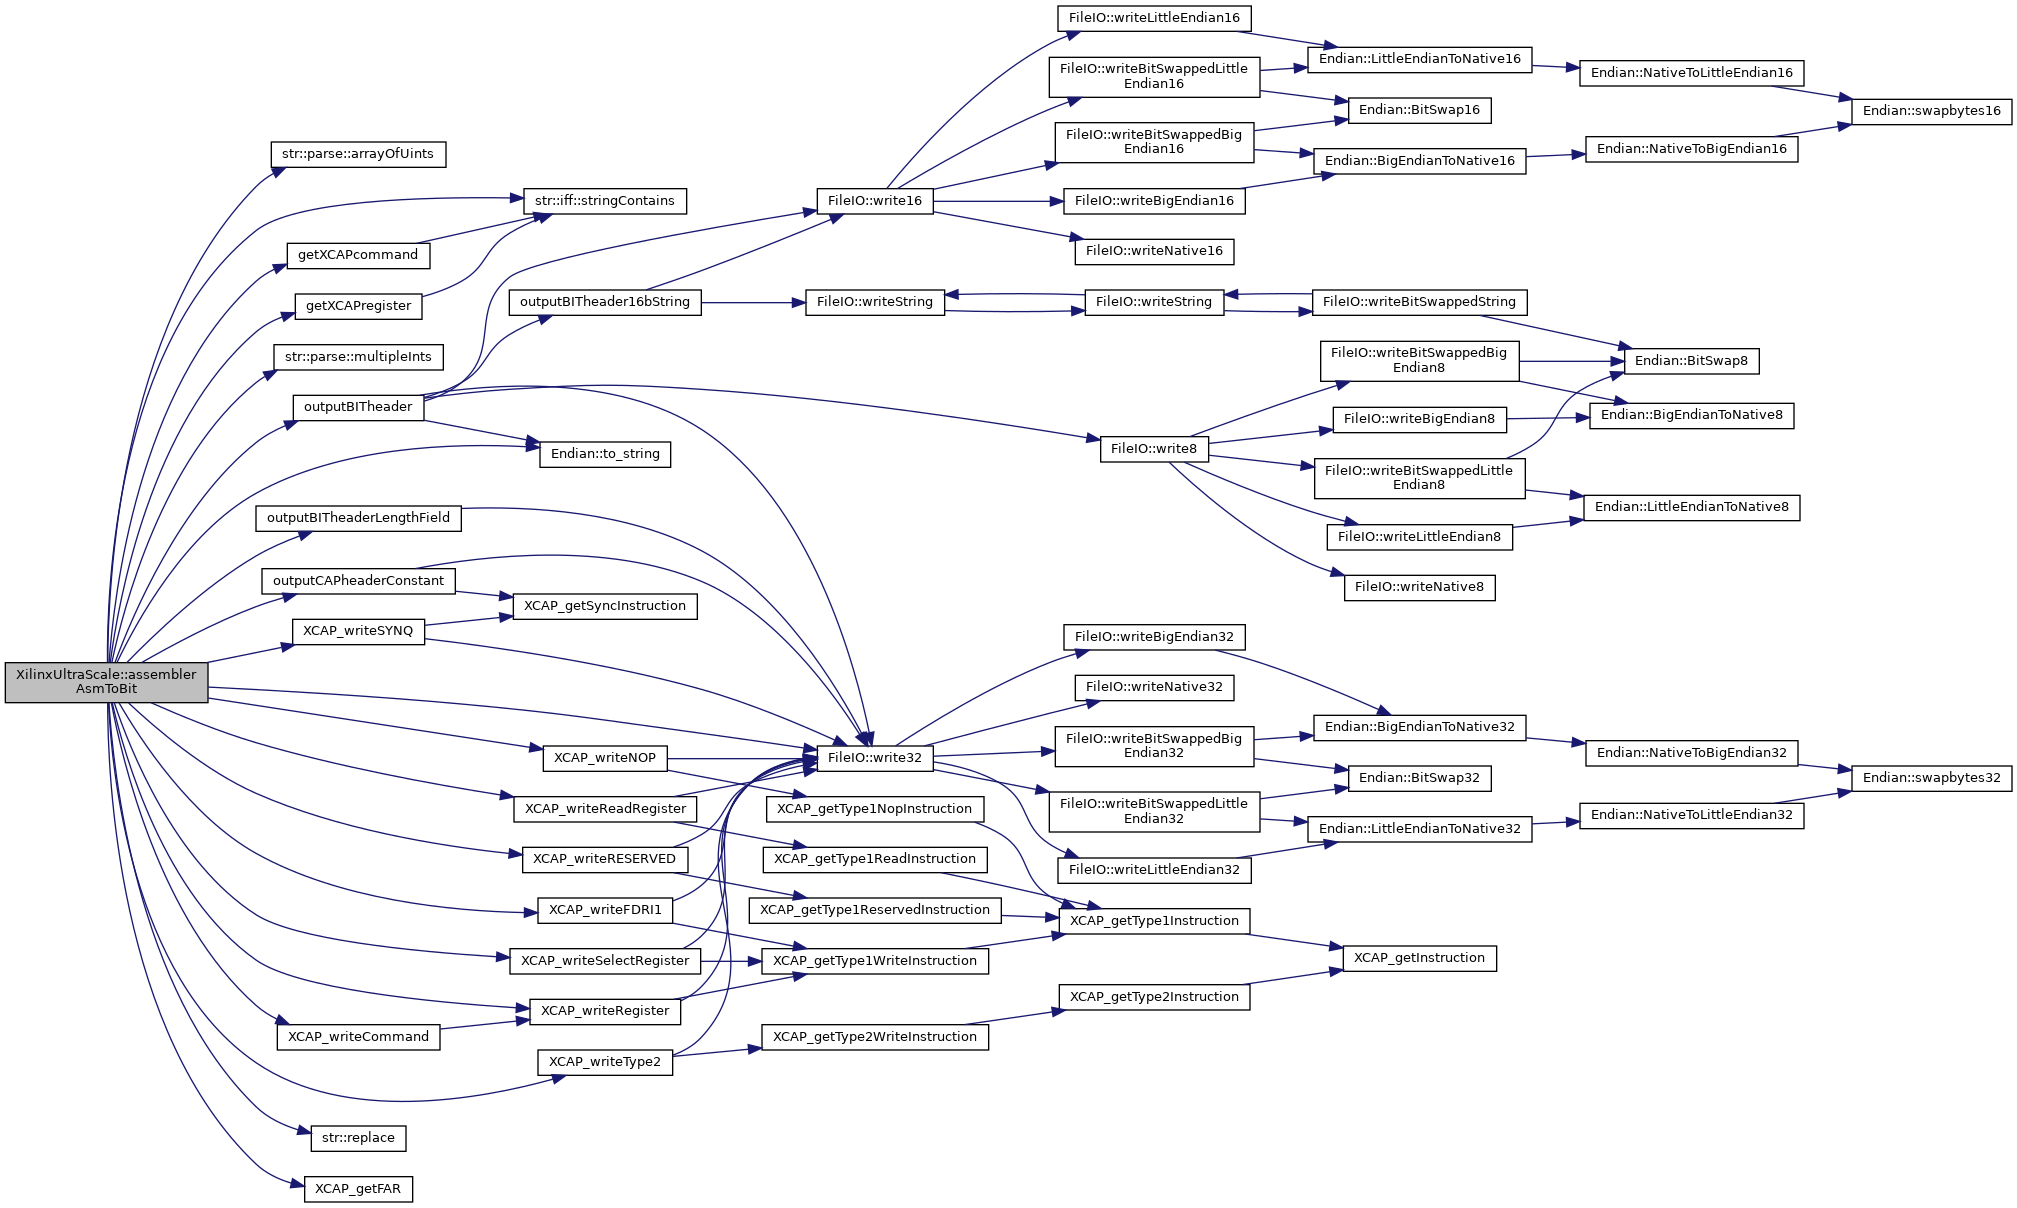 XilinxUltraScale::assembler
AsmToBit
str::parse::arrayOfUints
str::iff::stringContains
getXCAPcommand
getXCAPregister
str::parse::multipleInts
outputBITheader
Endian::to_string
outputBITheaderLengthField
outputCAPheaderConstant
XCAP_getSyncInstruction
XCAP_writeSYNQ
XCAP_writeNOP
XCAP_writeReadRegister
XCAP_writeRESERVED
XCAP_writeFDRI1
XCAP_writeSelectRegister
XCAP_writeRegister
XCAP_writeCommand
XCAP_writeType2
str::replace
XCAP_getFAR
outputBITheader16bString
FileIO::write16
FileIO::writeString
FileIO::writeString
FileIO::writeBitSwappedString
FileIO::write8
FileIO::write32
XCAP_getType1NopInstruction
XCAP_getType1ReadInstruction
XCAP_getType1ReservedInstruction
XCAP_getType1WriteInstruction
XCAP_getType2WriteInstruction
FileIO::writeLittleEndian16
FileIO::writeBitSwappedLittle
Endian16
FileIO::writeBitSwappedBig
Endian16
FileIO::writeBigEndian16
FileIO::writeNative16
Endian::LittleEndianToNative16
Endian::BitSwap16
Endian::BigEndianToNative16
Endian::NativeToLittleEndian16
Endian::NativeToBigEndian16
Endian::swapbytes16
FileIO::writeBitSwappedBig
Endian8
FileIO::writeBigEndian8
FileIO::writeBitSwappedLittle
Endian8
FileIO::writeLittleEndian8
FileIO::writeNative8
Endian::BitSwap8
Endian::BigEndianToNative8
Endian::LittleEndianToNative8
FileIO::writeBigEndian32
FileIO::writeNative32
FileIO::writeBitSwappedBig
Endian32
FileIO::writeBitSwappedLittle
Endian32
FileIO::writeLittleEndian32
Endian::BigEndianToNative32
Endian::BitSwap32
Endian::LittleEndianToNative32
Endian::NativeToBigEndian32
Endian::NativeToLittleEndian32
Endian::swapbytes32
XCAP_getType1Instruction
XCAP_getType2Instruction
XCAP_getInstruction